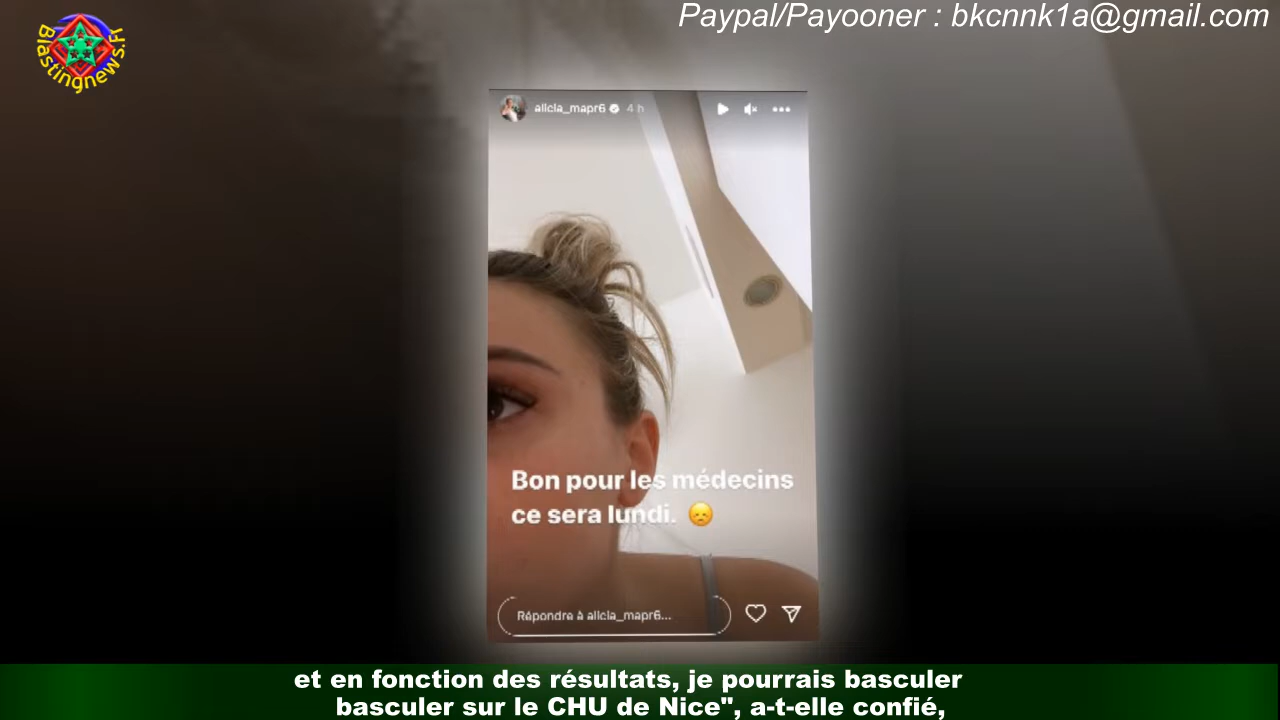 Paypal/Payooner : bkcnnk1a@gmail.com
Blastingnews.Fr
alicia_mapr6 4 h
Bon pour les médecins
ce sera lundi. 😞
Répondre à alicia_mapr6...
et en fonction des résultats, je pourrais basculer
basculer sur le CHU de Nice", a-t-elle confié,